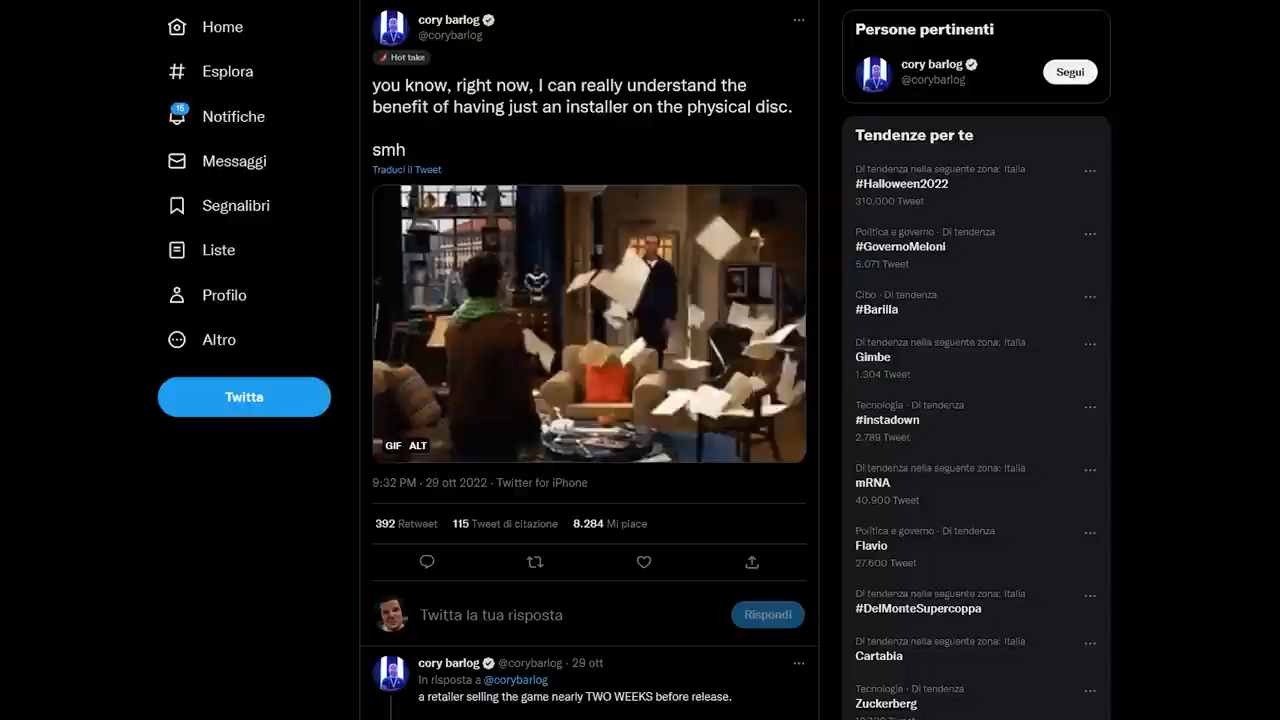 Home
Esplora
15
Notifiche
Messaggi
Segnalibri
Liste
Profilo
Altro
Twitta
cory barlog
@corybarlog
Hot take
you know, right now, I can really understand the
benefit of having just an installer on the physical disc.
smh
Traduci il Tweet
GIF ALT
9:32 PM · 29 ott 2022 · Twitter for iPhone
392 Retweet 115 Tweet di citazione 8.284 Mi piace
Twitta la tua risposta
Rispondi
cory barlog @corybarlog · 29 ott
In risposta a @corybarlog
a retailer selling the game nearly TWO WEEKS before release.
Persone pertinenti
cory barlog
@corybarlog
Segui
Tendenze per te
Di tendenza nella seguente zona: Italia
#Halloween2022
310.000 Tweet
Politica e governo · Di tendenza
#GovernoMeloni
5.071 Tweet
Cibo · Di tendenza
#Barilla
Di tendenza nella seguente zona: Italia
Gimbe
1.304 Tweet
Tecnologia · Di tendenza
#instadown
2.789 Tweet
Di tendenza nella seguente zona: Italia
mRNA
40.900 Tweet
Politica e governo · Di tendenza
Flavio
27.600 Tweet
Di tendenza nella seguente zona: Italia
#DelMonteSupercoppa
Di tendenza nella seguente zona: Italia
Cartabia
Tecnologia · Di tendenza
Zuckerberg